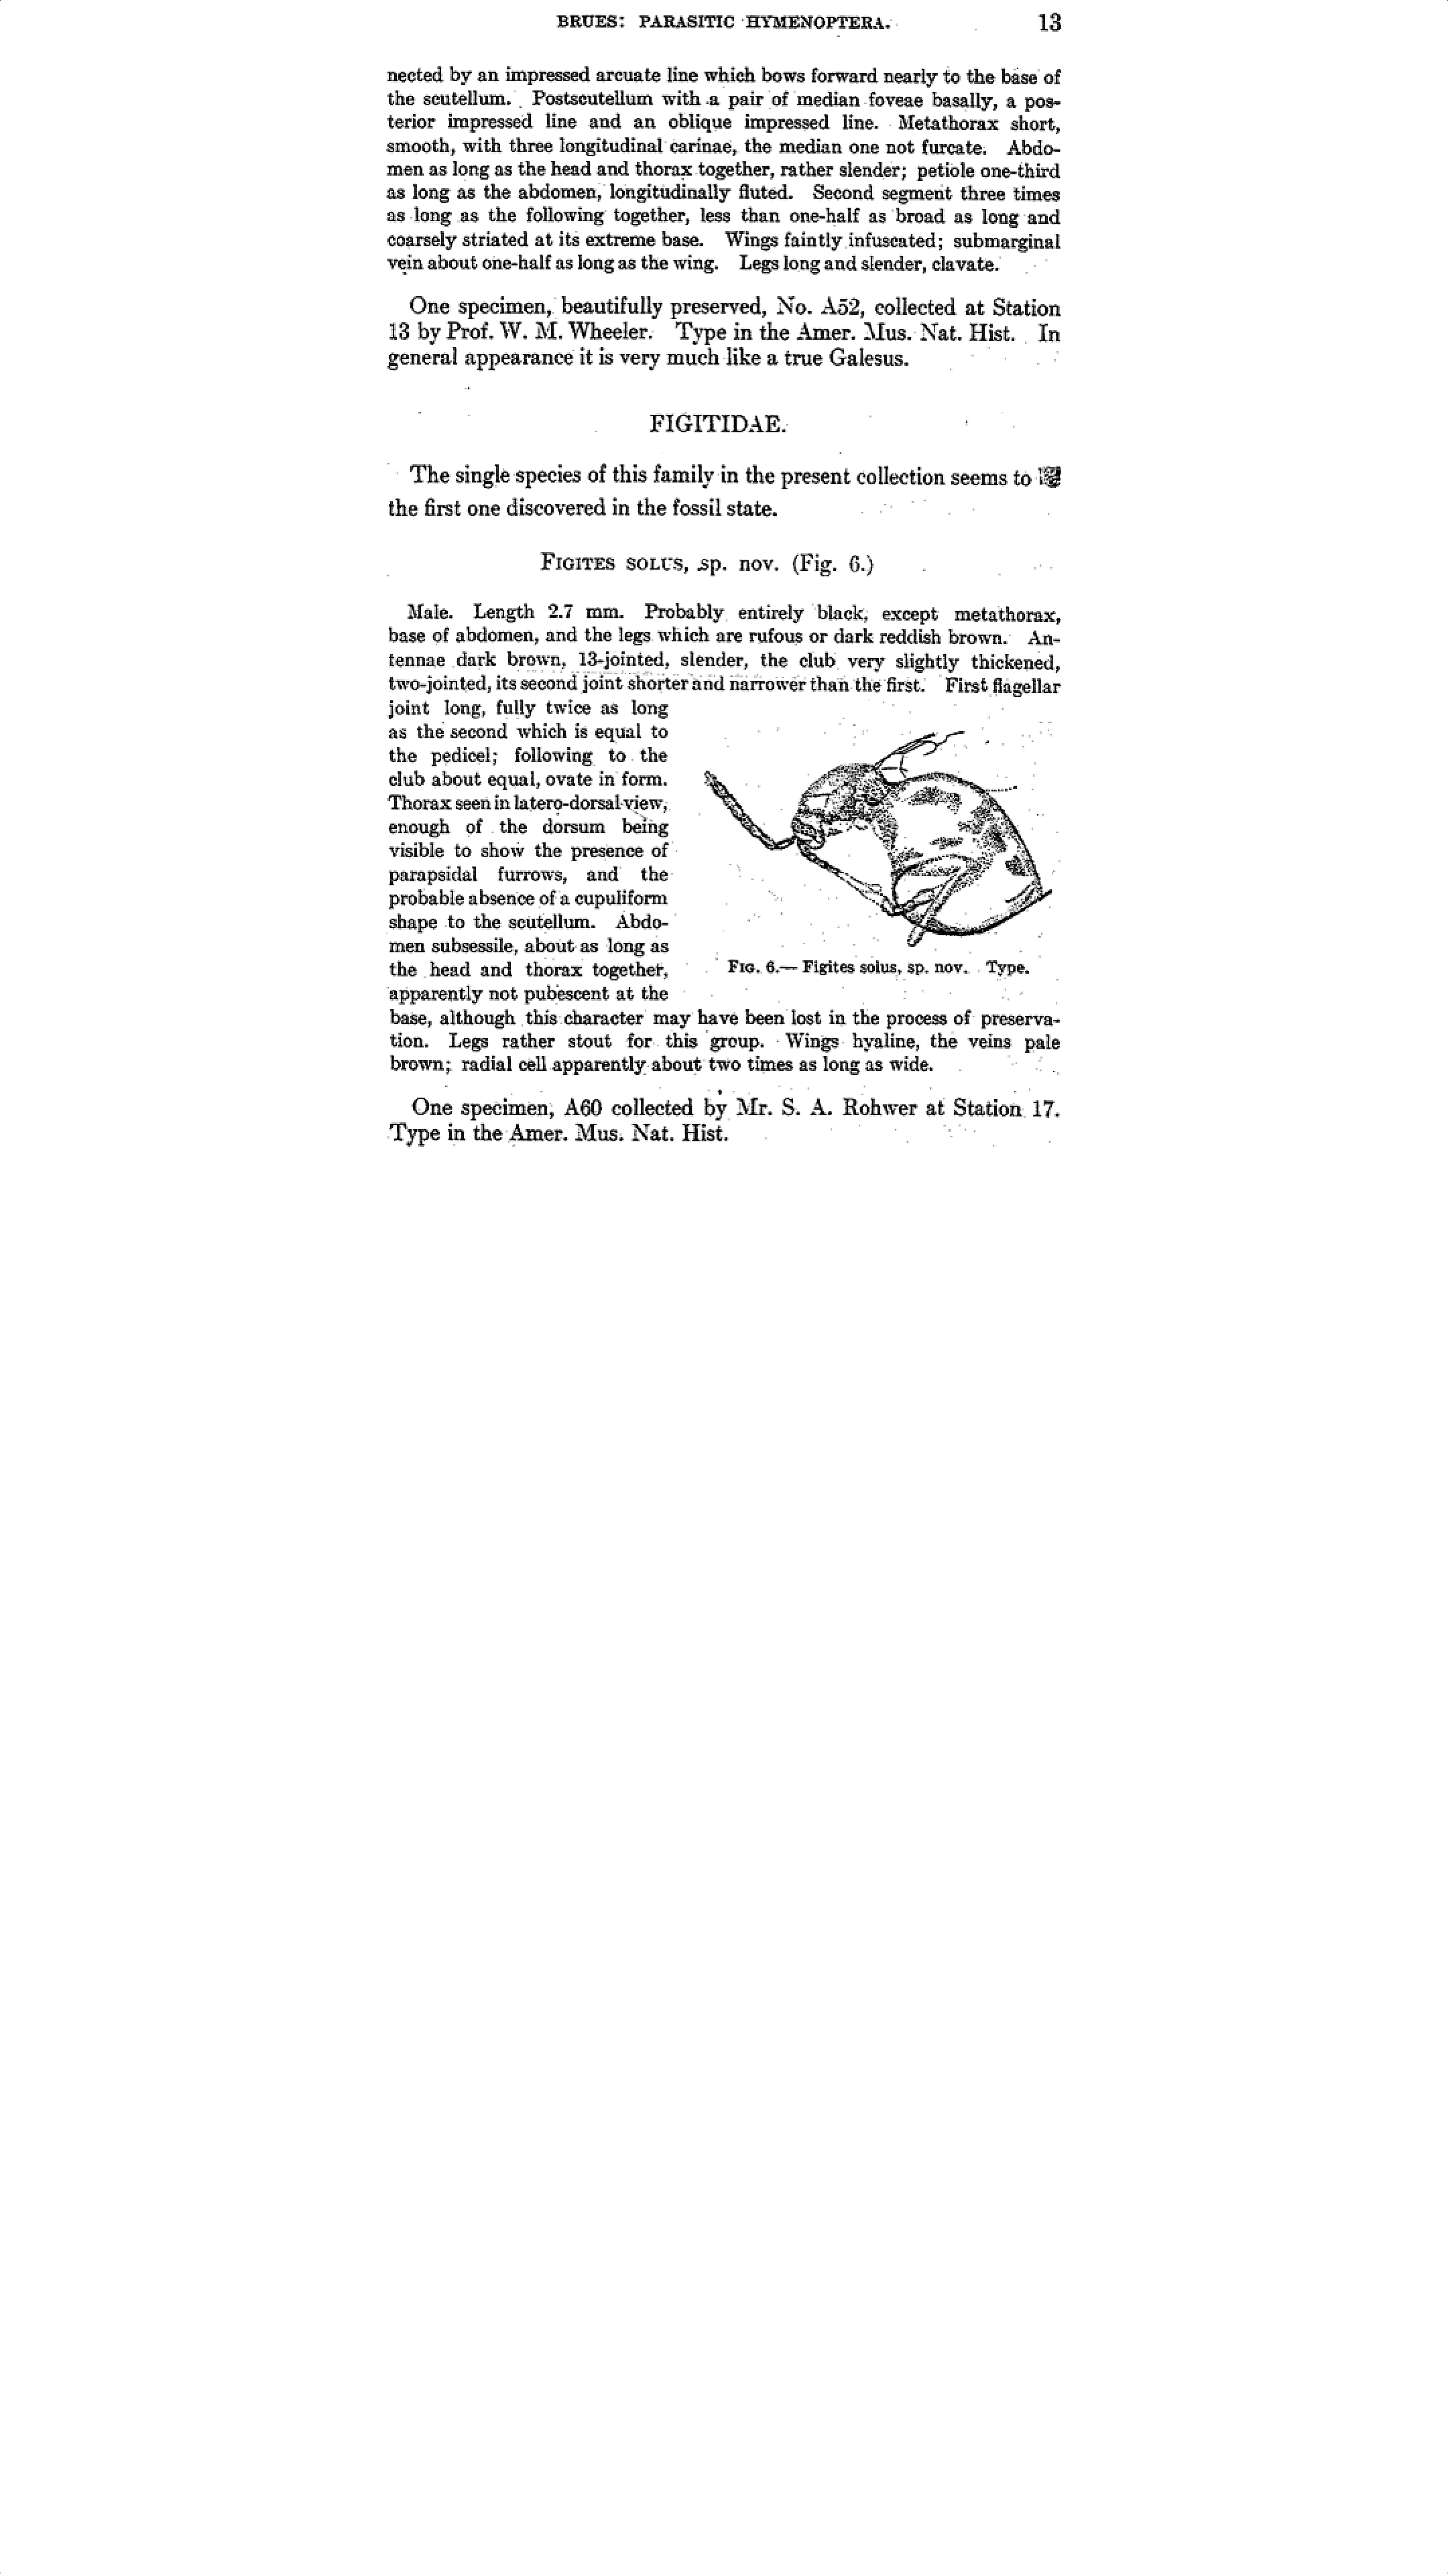 BRUES: PARASITIC HYMENOPTERA. 13
nected by an impressed arcuate line which bows forward nearly to the base of
the scutellum. Postscutellum with a pair of median foveae basally, a pos-
terior impressed line and an oblique impressed line. Metathorax short,
smooth, with three longitudinal carinae, the median one not furcate. Abdo-
men as long as the head and thorax together, rather slender; petiole one-third
as long as the abdomen, longitudinally fluted. Second segment three times
as long as the following together, less than one-half as broad as long and
coarsely striated at its extreme base. Wings faintly infuscated; submarginal
vein about one-half as long as the wing. Legs long and slender, clavate.
One specimen, beautifully preserved, No. A52, collected at Station
13 by Prof. W. M. Wheeler. Type in the Amer. Mus. Nat. Hist. In
general appearance it is very much like a true Galesus.
FIGITIDAE.
The single species of this family in the present collection seems to
the first one discovered in the fossil state.
FIGITES SOLUS, sp. nov. (Fig. 6.)
Male. Length 2.7 mm. Probably entirely black, except metathorax,
base of abdomen, and the legs which are rufous or dark reddish brown. An-
tennae dark brown, 13-jointed, slender, the club very slightly thickened,
two-jointed, its second joint shorter and narrower than the first. First flagellar
joint long, fully twice as long
as the second which is equal to
the pedicel; following to the
club about equal, ovate in form.
Thorax seen in latero-dorsal view,
enough of the dorsum being
visible to show the presence of
parapsidal furrows, and the
probable absence of a cupuliform
shape to the scutellum. Abdo-
men subsessile, about as long as
the head and thorax together,
apparently not pubescent at the
base, although this character may have been lost in the process of preserva-
tion. Legs rather stout for this group. Wings hyaline, the veins pale
brown; radial cell apparently about two times as long as wide.
FIG. 6.— Figites solus, sp. nov. Type.
One specimen, A60 collected by Mr. S. A. Rohwer at Station 17.
Type in the Amer. Mus. Nat. Hist.